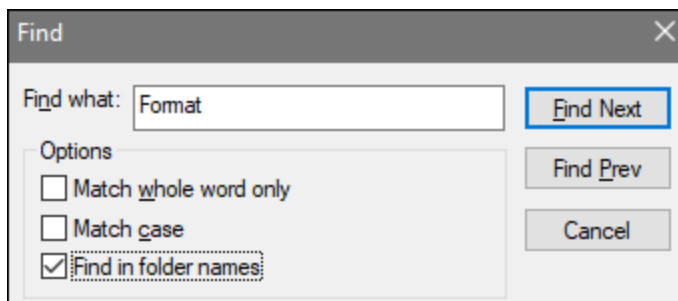 Find
Find what: Format
Find Next
Options
Match whole word only
Find Prev
Match case
Cancel
Find in folder names